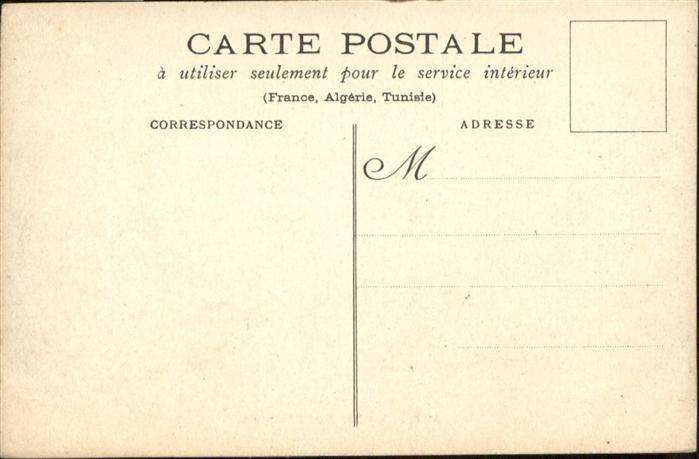 CARTE POSTALE
à utiliser seulement pour le service intérieur
(France, Algérie, Tunisie)
CORRESPONDANCE
ADRESSE
M